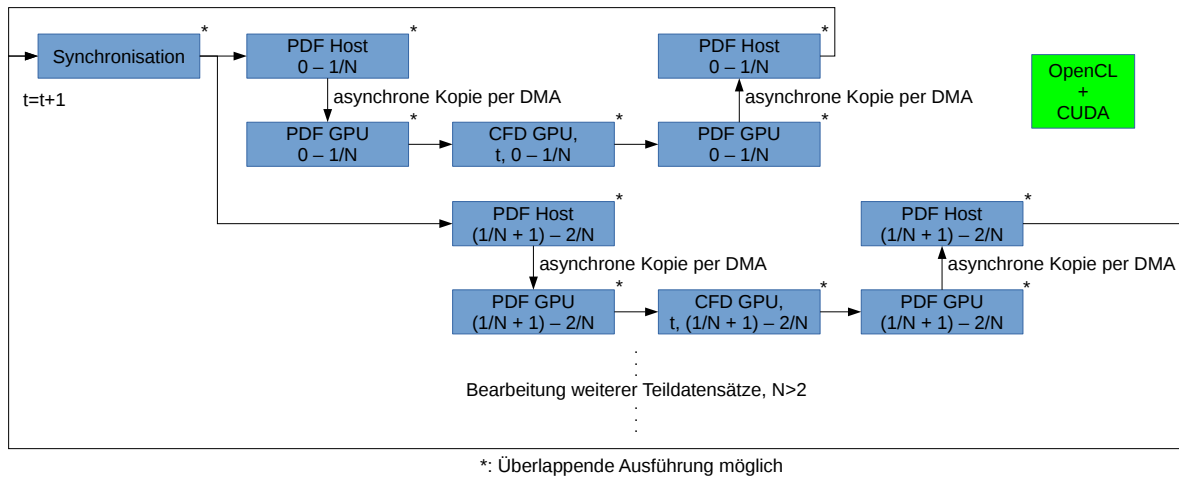 *
*
*
Synchronisation
PDF Host
0 – 1/N
PDF Host
0 – 1/N
OpenCL
+
CUDA
t=t+1
asynchrone Kopie per DMA
asynchrone Kopie per DMA
*
*
*
PDF GPU
0 – 1/N
CFD GPU,
t, 0 – 1/N
PDF GPU
0 – 1/N
*
*
PDF Host
(1/N + 1) – 2/N
PDF Host
(1/N + 1) – 2/N
asynchrone Kopie per DMA
asynchrone Kopie per DMA
*
*
*
PDF GPU
(1/N + 1) – 2/N
CFD GPU,
t, (1/N + 1) – 2/N
PDF GPU
(1/N + 1) – 2/N
Bearbeitung weiterer Teildatensätze, N>2
*: Überlappende Ausführung möglich